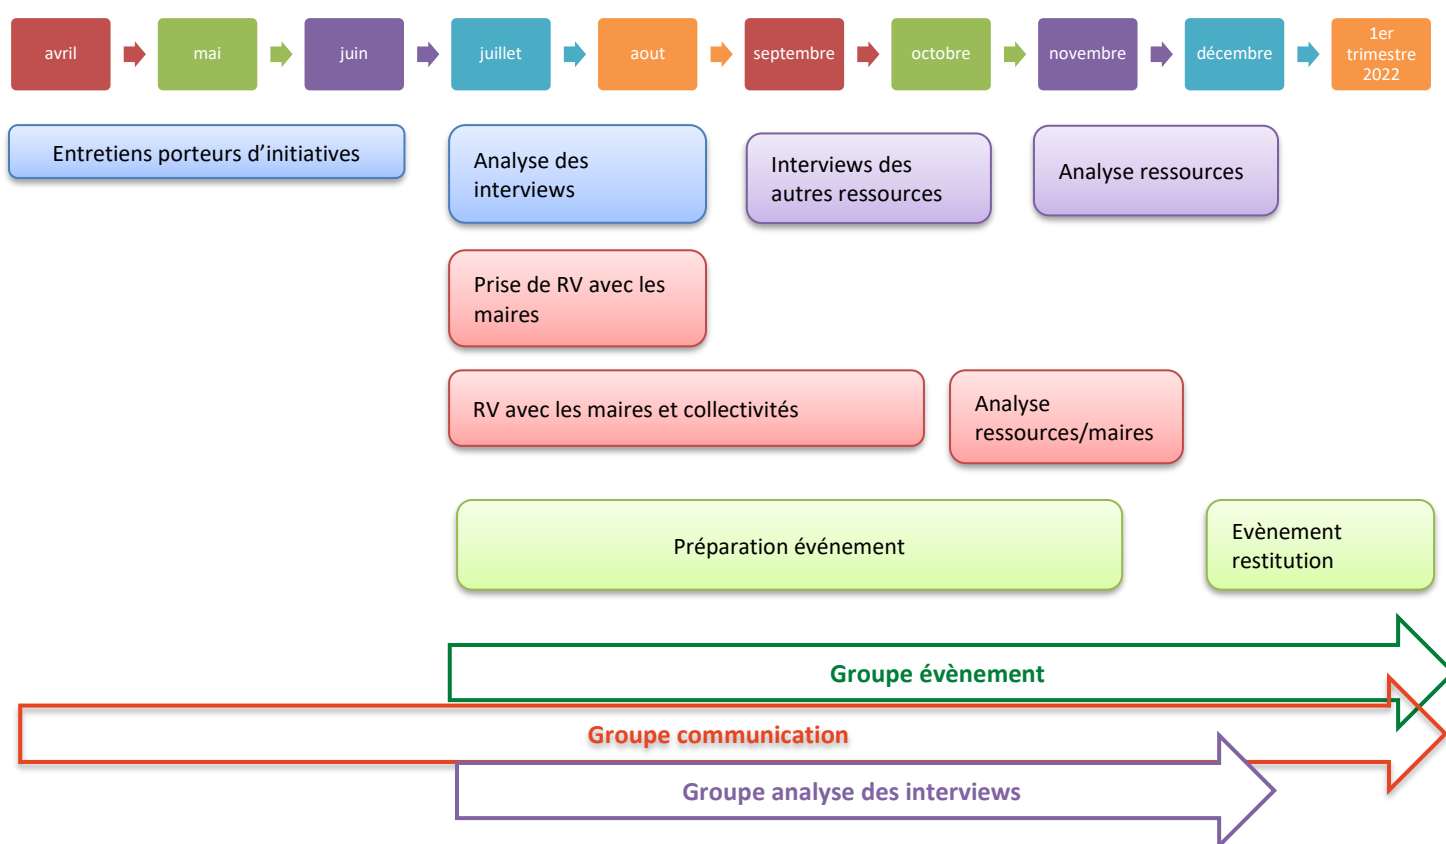 avril
mai
juin
juillet
aout
septembre
octobre
novembre
décembre
1er
trimestre
2022
Entretiens porteurs d’initiatives
Analyse des
interviews
Interviews des
autres ressources
Analyse ressources
Prise de RV avec les
maires
RV avec les maires et collectivités
Analyse
ressources/maires
Préparation événement
Evènement
restitution
Groupe évènement
Groupe communication
Groupe analyse des interviews